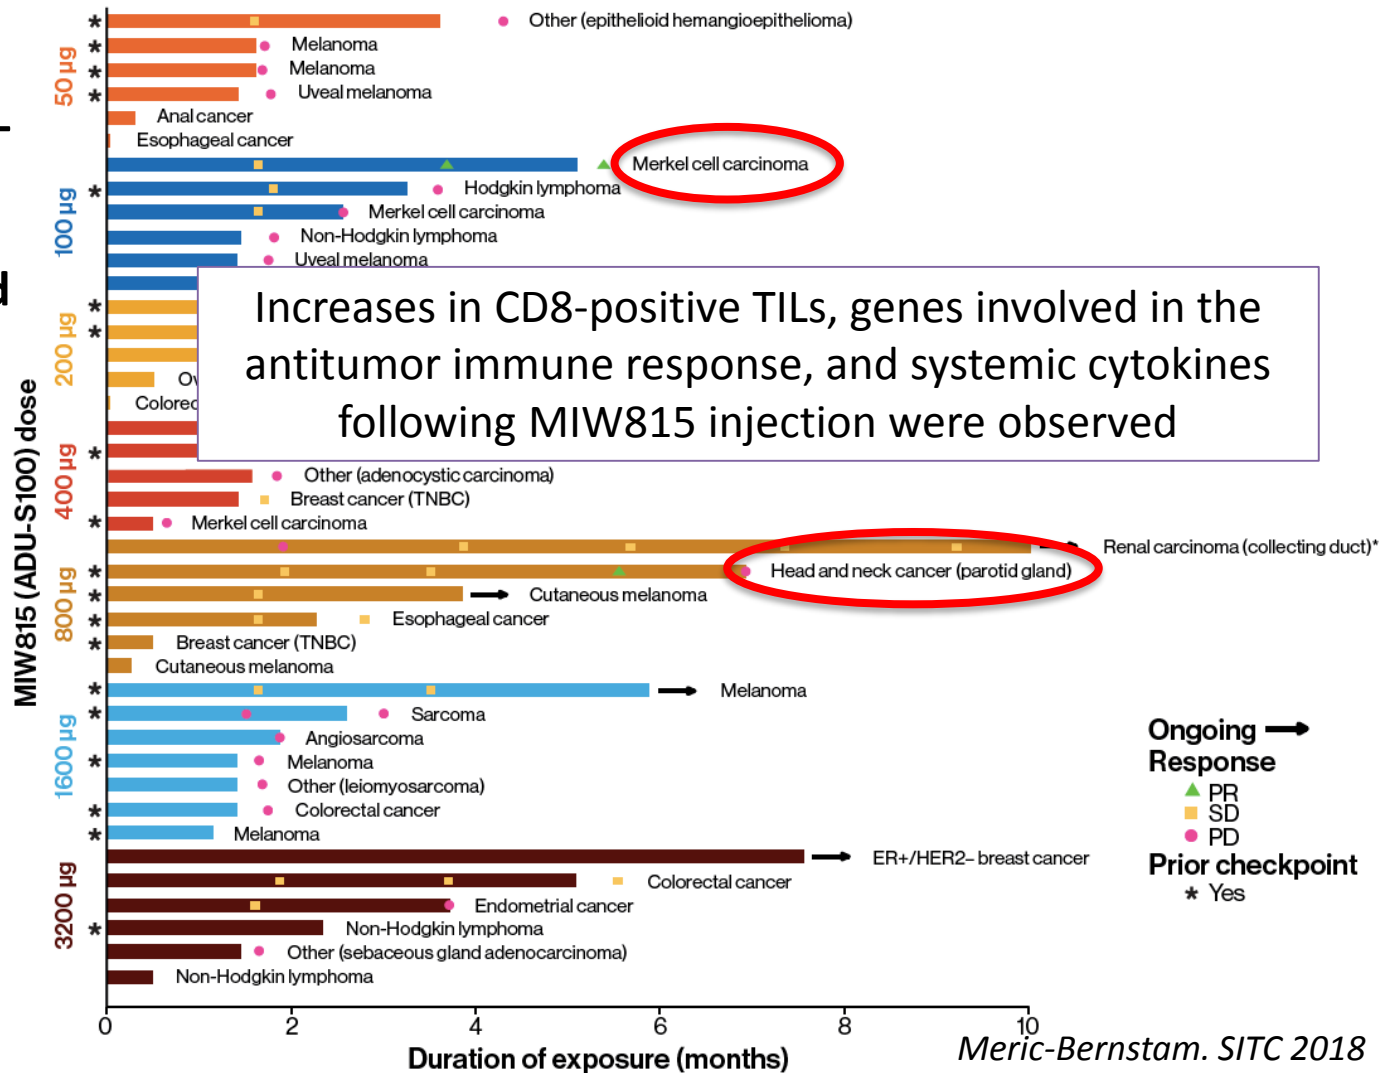 * Other (epithelioid hemangioepithelioma)
* Melanoma
* Melanoma
* Uveal melanoma
Anal cancer
Esophageal cancer
50 µg
Merkel cell carcinoma
* Hodgkin lymphoma
Merkel cell carcinoma
Non-Hodgkin lymphoma
Uveal melanoma
100 µg
Increases in CD8-positive TILs, genes involved in the
antitumor immune response, and systemic cytokines
following MIW815 injection were observed
*
*
200 µg
*
Other (adenocystic carcinoma)
Breast cancer (TNBC)
* Merkel cell carcinoma
400 µg
Renal carcinoma (collecting duct)*
* Head and neck cancer (parotid gland)
* Cutaneous melanoma
* Esophageal cancer
* Breast cancer (TNBC)
Cutaneous melanoma
800 µg
MIW815 (ADU-S100) dose
* Melanoma
* Sarcoma
Angiosarcoma
* Melanoma
Other (leiomyosarcoma)
* Colorectal cancer
* Melanoma
1600 µg
ER+/HER2– breast cancer
Colorectal cancer
Endometrial cancer
* Non-Hodgkin lymphoma
Other (sebaceous gland adenocarcinoma)
Non-Hodgkin lymphoma
3200 µg
Ongoing
Response
PR
SD
PD
Prior checkpoint
* Yes
0 2 4 6 8 10
Duration of exposure (months)
Meric-Bernstam. SITC 2018